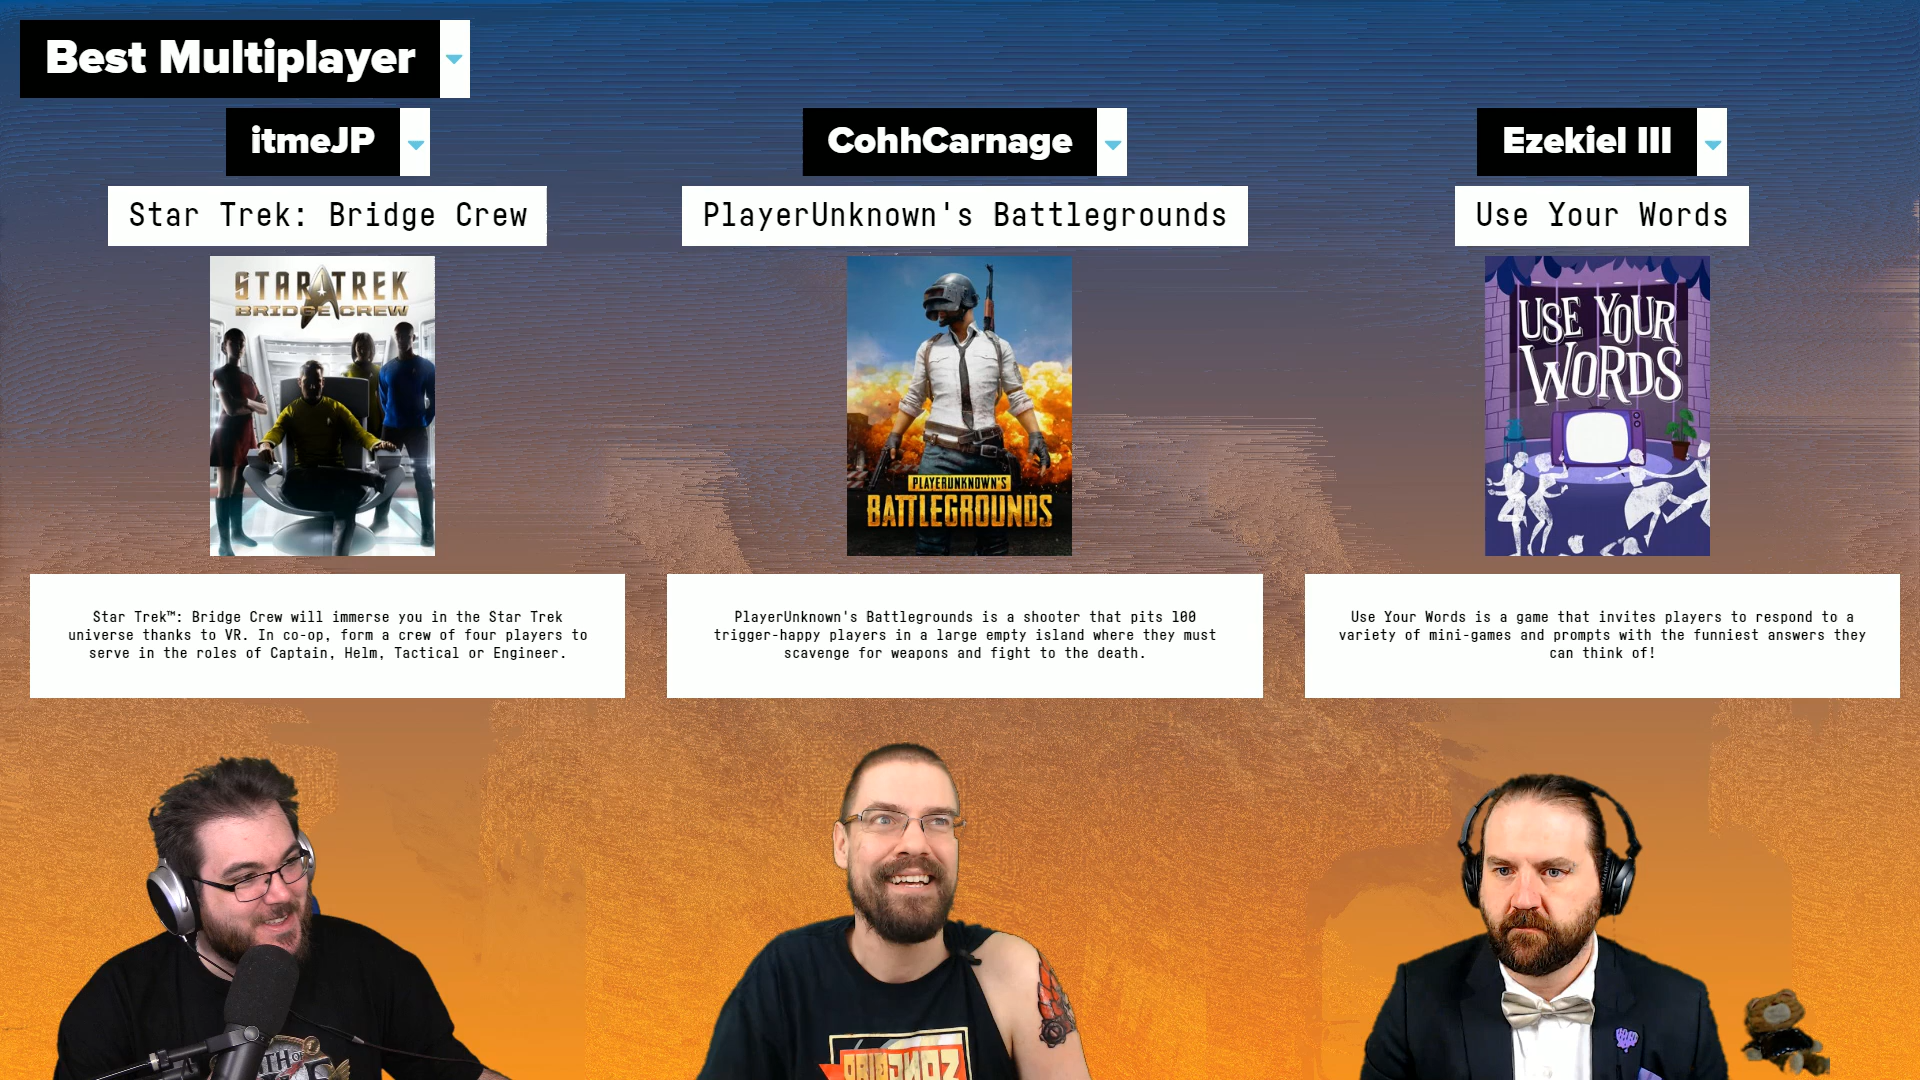 Best Multiplayer
itmeJP
Star Trek: Bridge Crew
STAR TREK
BRIDGE CREW
Star Trek™: Bridge Crew will immerse you in the Star Trek
universe thanks to VR. In co-op, form a crew of four players to
serve in the roles of Captain, Helm, Tactical or Engineer.
CohhCarnage
PlayerUnknown's Battlegrounds
PLAYERUNKNOWN'S
BATTLEGROUNDS
PlayerUnknown's Battlegrounds is a shooter that pits 100
trigger-happy players in a large empty island where they must
scavenge for weapons and fight to the death.
Ezekiel III
Use Your Words
USE YOUR
WORDS
Use Your Words is a game that invites players to respond to a
variety of mini-games and prompts with the funniest answers they
can think of!